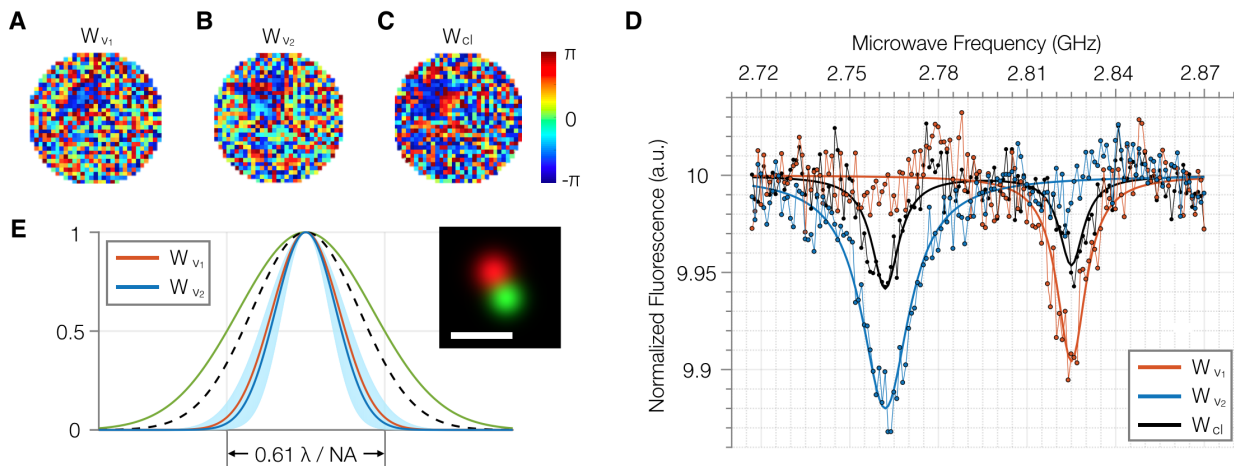 A
W v₁
B
W v₂
C
W cl
π
0
-π
D
Microwave Frequency (GHz)
2.72 2.75 2.78 2.81 2.84 2.87
Normalized Fluorescence (a.u.)
10
9.95
9.9
W v₁
W v₂
W cl
E
1
0.5
0
W v₁
W v₂
0.61 λ / NA